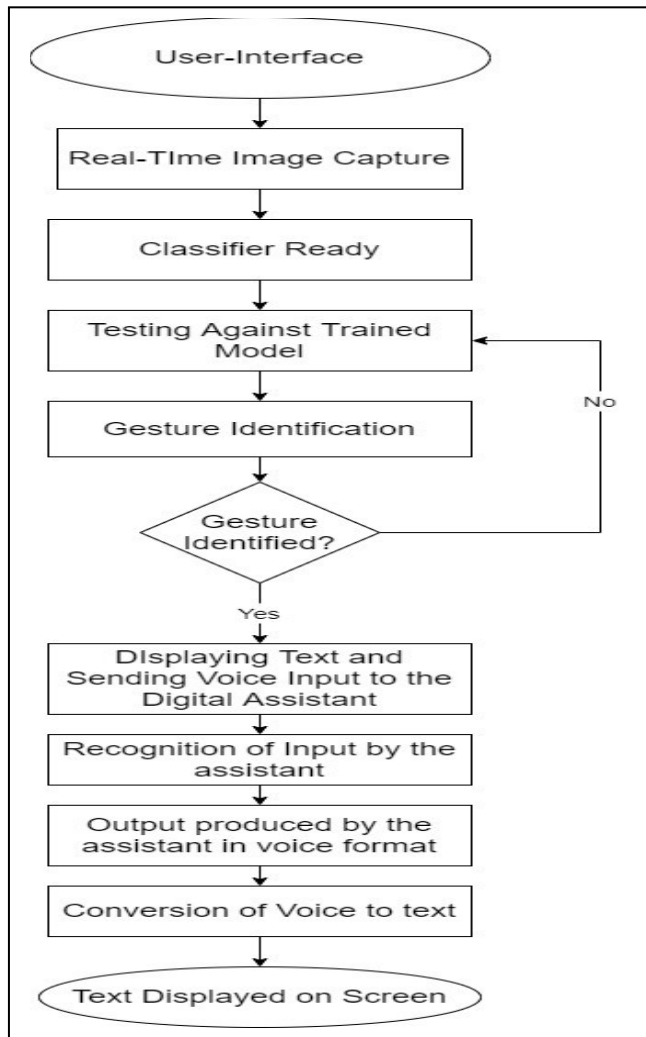 User-Interface
Real-TIme Image Capture
Classifier Ready
Testing Against Trained
Model
No
Gesture Identification
Gesture
Identified?
Yes
DIsplaying Text and
Sending Voice Input to the
Digital Assistant
Recognition of Input by the
assistant
Output produced by the
assistant in voice format
Conversion of Voice to text
Text Displayed on Screen